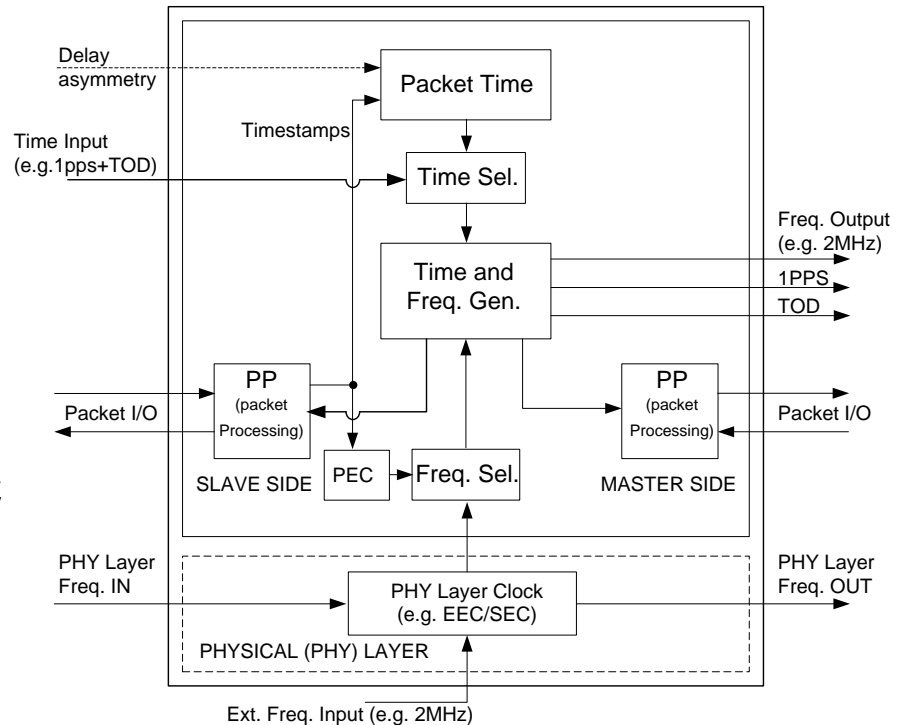 Delay
asymmetry
Packet Time
Timestamps
Time Input
(e.g.1pps+TOD)
Time Sel.
Freq. Output
(e.g. 2MHz)
Time and
Freq. Gen.
1PPS
TOD
PP
(packet
Processing)
Packet I/O
PP
(packet
Processing)
Packet I/O
SLAVE SIDE
PEC
Freq. Sel.
MASTER SIDE
PHY Layer
Freq. IN
PHY Layer Clock
(e.g. EEC/SEC)
PHY Layer
Freq. OUT
PHYSICAL (PHY) LAYER
Ext. Freq. Input (e.g. 2MHz)